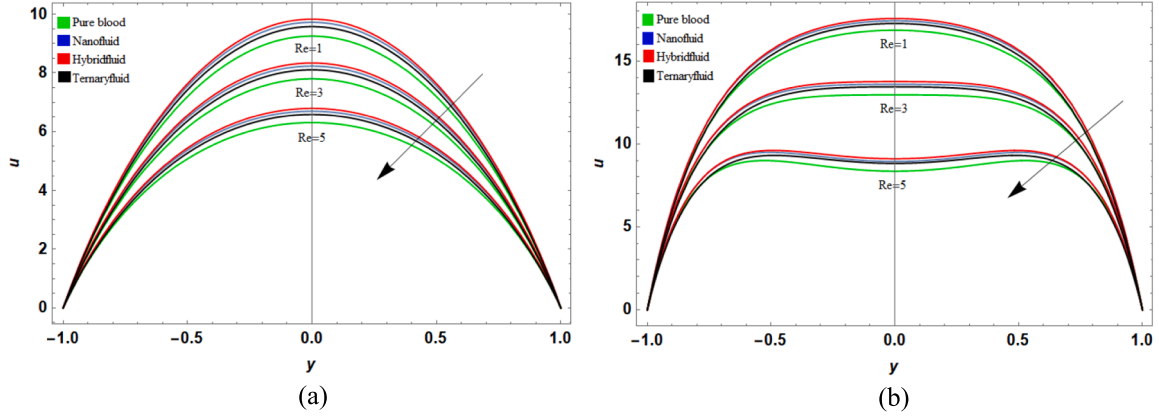 Pure blood
Nanofluid
Hybridfluid
Ternaryfluid
Re=1
Re=3
Re=5
u
10
8
6
4
2
0
−1.0 −0.5 0.0 0.5 1.0
y
(a)
Pure blood
Nanofluid
Hybridfluid
Ternaryfluid
Re=1
Re=3
Re=5
u
15
10
5
0
−1.0 −0.5 0.0 0.5 1.0
y
(b)